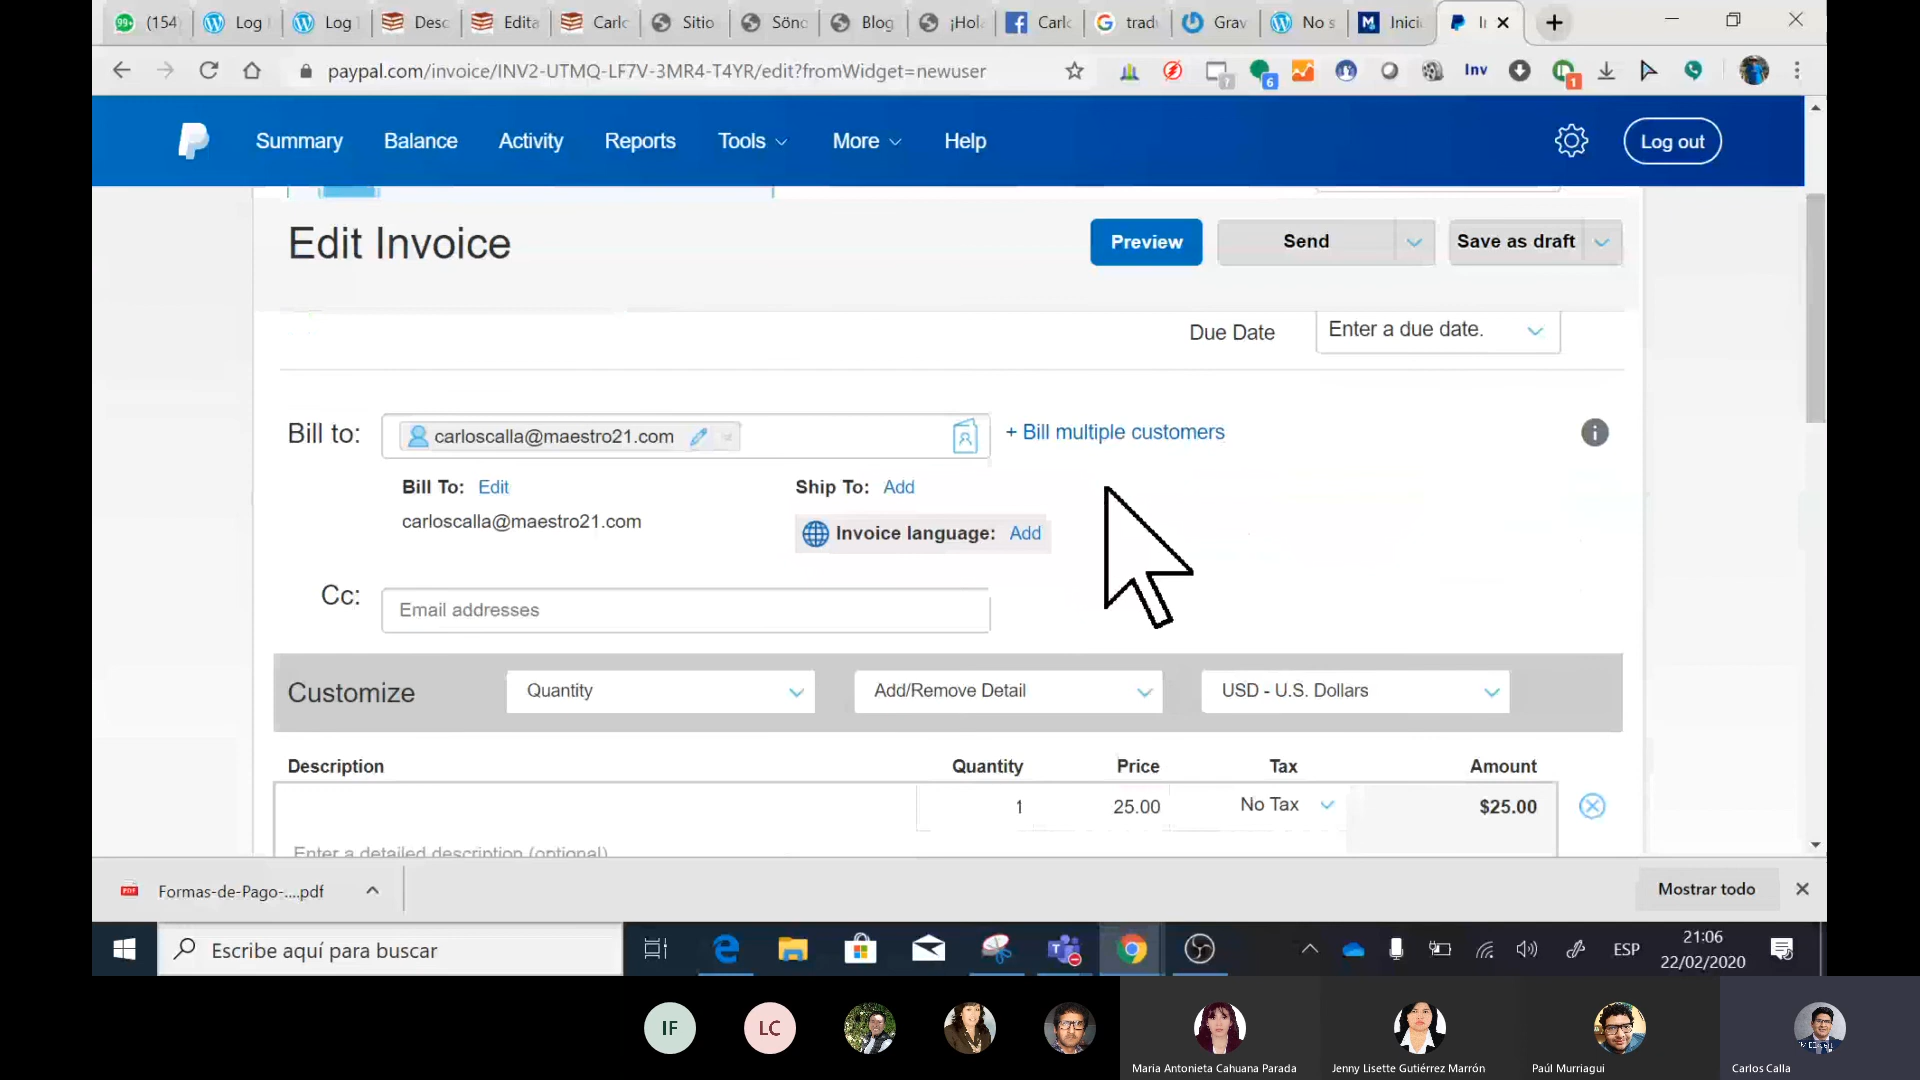 (154
Log
Log
Desc
Edita
Carlc
Sitio
Sönc
Blog
¡Hola
Carlc
trad
Grav
No s
Inici
paypal.com/invoice/INV2-UTMQ-LF7V-3MR4-T4YR/edit?fromWidget=newuser
Inv
Summary Balance Activity Reports Tools More Help Log out
Edit Invoice
Preview Send Save as draft
Due Date Enter a due date.
Bill to: carloscalla@maestro21.com + Bill multiple customers
Bill To: Edit Ship To: Add
carloscalla@maestro21.com
Invoice language: Add
Cc: Email addresses
Customize Quantity Add/Remove Detail USD - U.S. Dollars
Description Quantity Price Tax Amount
1 25.00 No Tax $25.00
Enter a detailed description (optional)
Formas-de-Pago-....pdf Mostrar todo
Escribe aquí para buscar
ESP
21:06
22/02/2020
IF LC
Maria Antonieta Cahuana Parada Jenny Lisette Gutiérrez Marrón Paúl Murriagui Carlos Calla